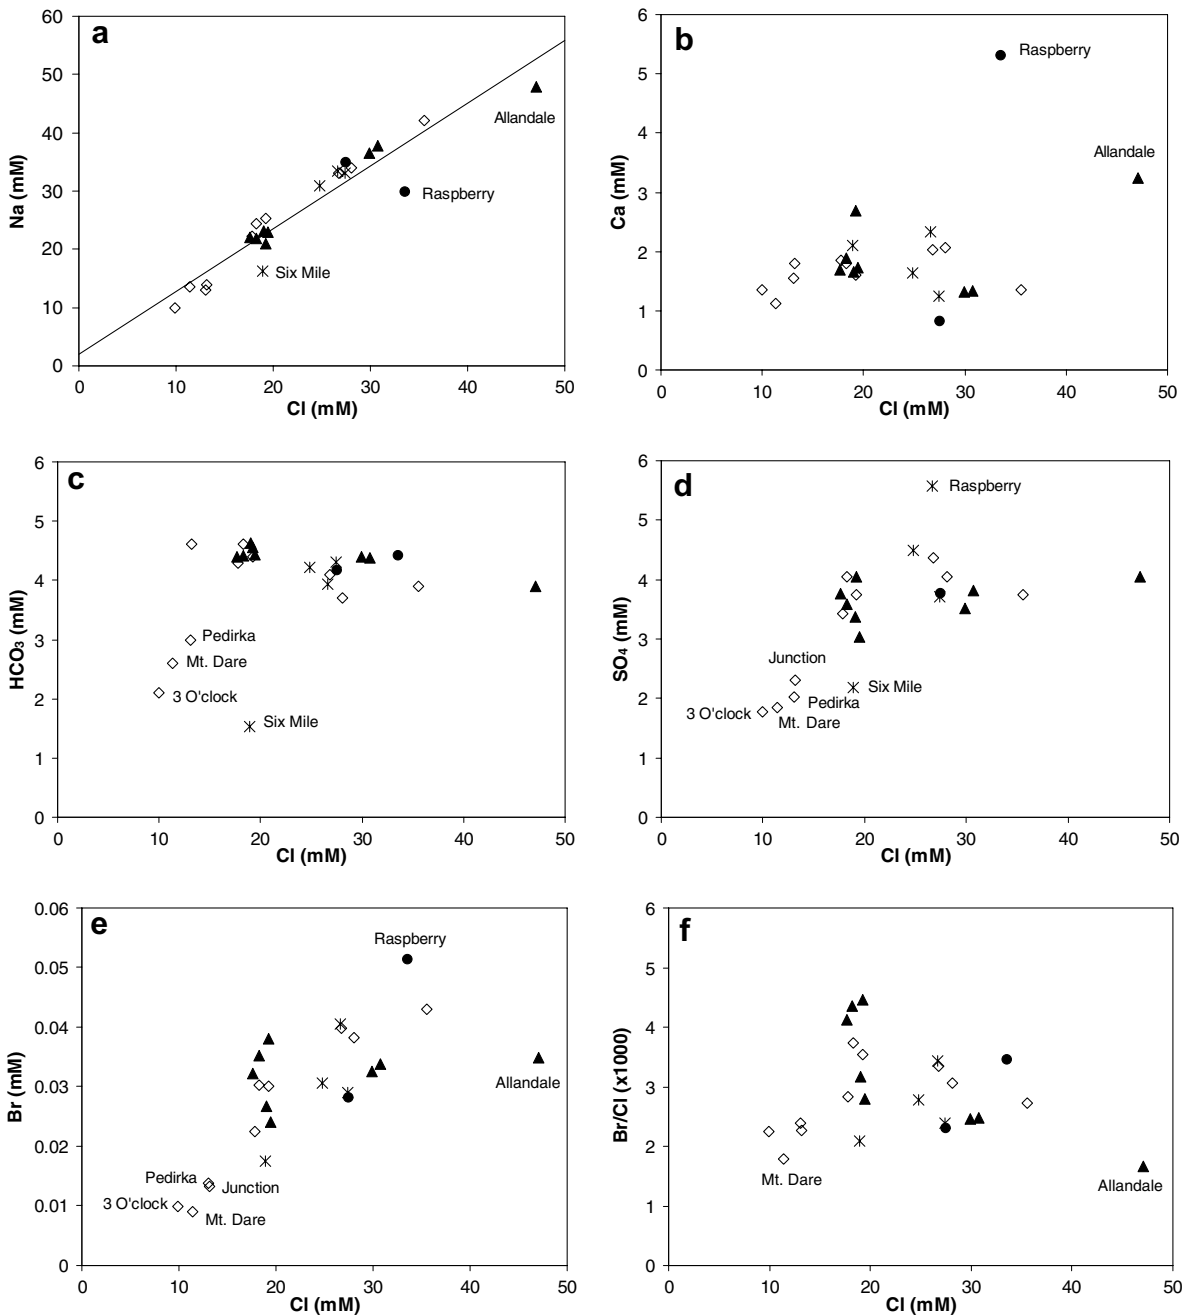 a
60
50
40
30
20
10
0
Na (mM)
Allandale
Raspberry
Six Mile
0 10 20 30 40 50
Cl (mM)
b
6
5
4
3
2
1
0
Ca (mM)
Raspberry
Allandale
0 10 20 30 40 50
Cl (mM)
c
6
5
4
3
2
1
0
HCO₃ (mM)
Pedirka
Mt. Dare
3 O'clock
Six Mile
0 10 20 30 40 50
Cl (mM)
d
6
5
4
3
2
1
0
SO₄ (mM)
Raspberry
Junction
Six Mile
Pedirka
3 O'clock
Mt. Dare
0 10 20 30 40 50
Cl (mM)
e
0.06
0.05
0.04
0.03
0.02
0.01
0
Br (mM)
Raspberry
Allandale
Pedirka
Junction
3 O'clock
Mt. Dare
0 10 20 30 40 50
Cl (mM)
f
6
5
4
3
2
1
0
Br/Cl (x1000)
Mt. Dare
Allandale
0 10 20 30 40 50
Cl (mM)